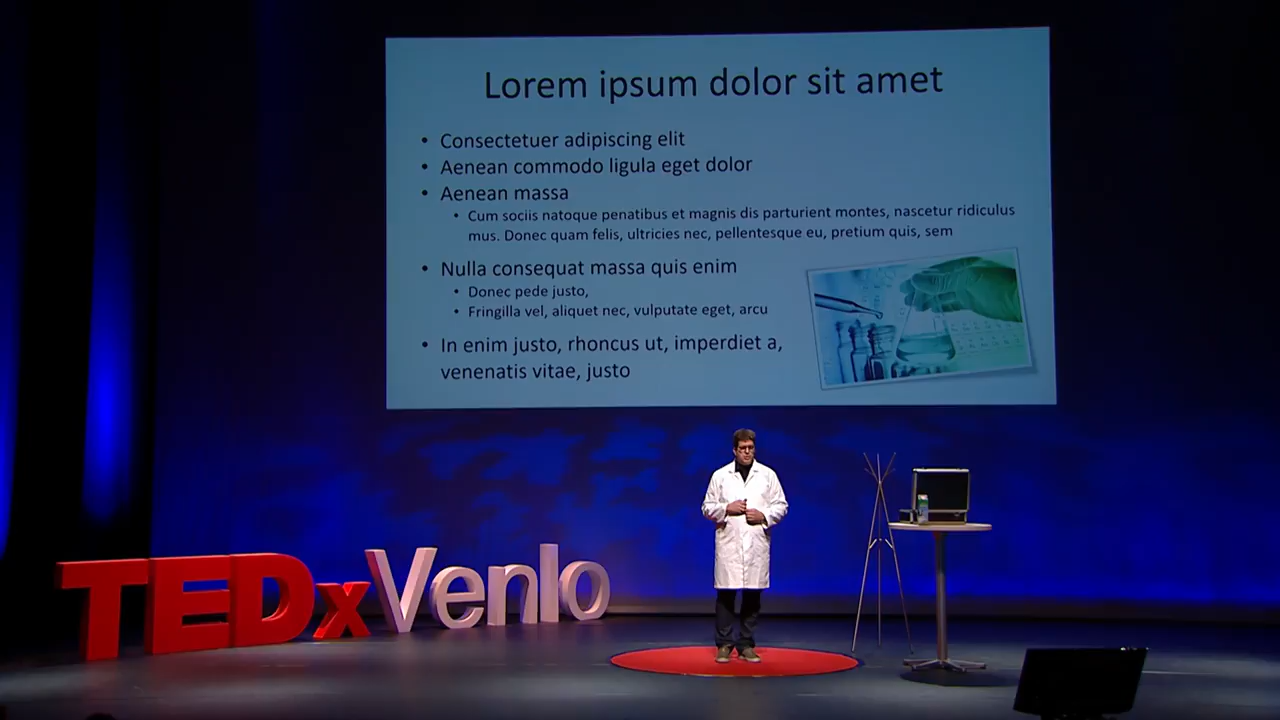 Lorem ipsum dolor sit amet
• Consectetuer adipiscing elit
• Aenean commodo ligula eget dolor
• Aenean massa
• Cum sociis natoque penatibus et magnis dis parturient montes, nascetur ridiculus
mus. Donec quam felis, ultricies nec, pellentesque eu, pretium quis, sem
• Nulla consequat massa quis enim
• Donec pede justo,
• Fringilla vel, aliquet nec, vulputate eget, arcu
• In enim justo, rhoncus ut, imperdiet a,
venenatis vitae, justo
TEDxVenlo